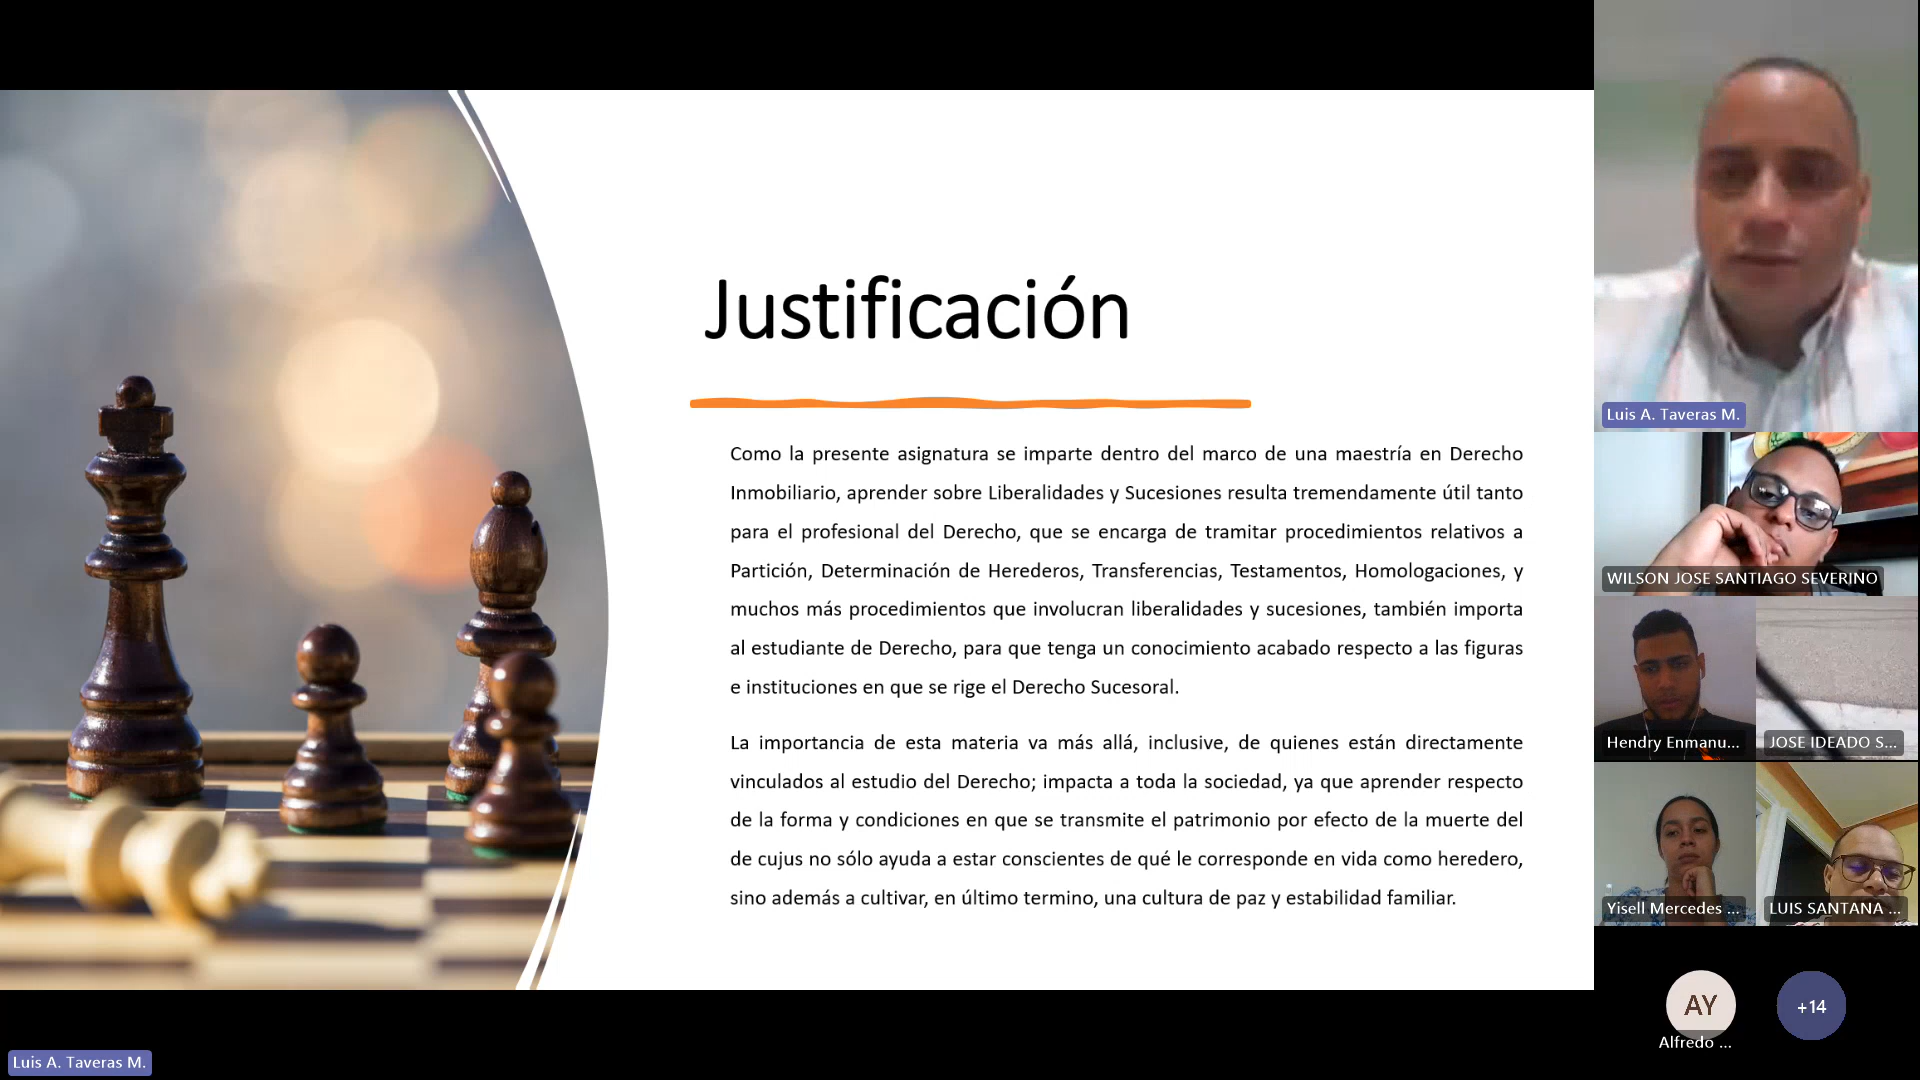 Justificación
Como la presente asignatura se imparte dentro del marco de una maestría en Derecho
Inmobiliario, aprender sobre Liberalidades y Sucesiones resulta tremendamente útil tanto
para el profesional del Derecho, que se encarga de tramitar procedimientos relativos a
Partición, Determinación de Herederos, Transferencias, Testamentos, Homologaciones, y
muchos más procedimientos que involucran liberalidades y sucesiones, también importa
al estudiante de Derecho, para que tenga un conocimiento acabado respecto a las figuras
e instituciones en que se rige el Derecho Sucesoral.
La importancia de esta materia va más allá, inclusive, de quienes están directamente
vinculados al estudio del Derecho; impacta a toda la sociedad, ya que aprender respecto
de la forma y condiciones en que se transmite el patrimonio por efecto de la muerte del
de cujus no sólo ayuda a estar conscientes de qué le corresponde en vida como heredero,
sino además a cultivar, en último termino, una cultura de paz y estabilidad familiar.
Luis A. Taveras M.
WILSON JOSE SANTIAGO SEVERINO
Hendry Enmanu...
JOSE IDEADO S...
Yisell Mercedes ...
LUIS SANTANA ...
AY
+14
Alfredo ...
Luis A. Taveras M.